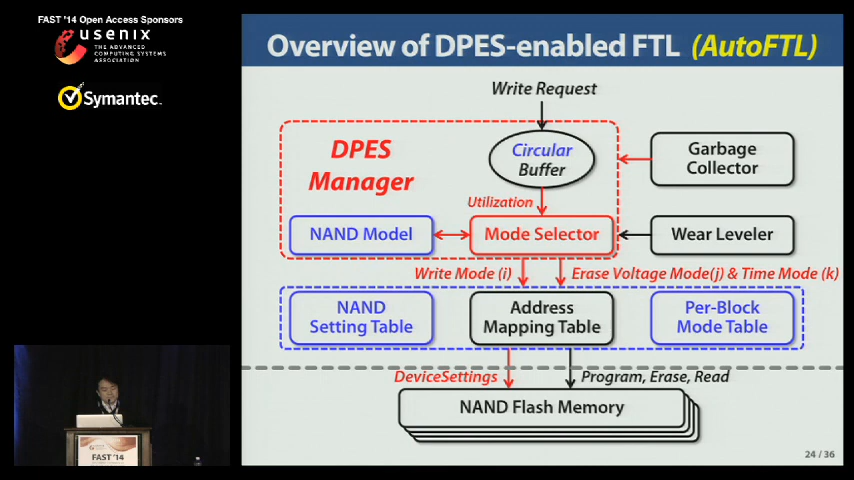 FAST '14 Open Access Sponsors
usenix
THE ADVANCED
COMPUTING SYSTEMS
ASSOCIATION
Symantec.
Overview of DPES-enabled FTL (AutoFTL)
Write Request
DPES
Manager
Circular
Buffer
Garbage
Collector
Utilization
NAND Model
Mode Selector
Wear Leveler
Write Mode (i)
Erase Voltage Mode(j) & Time Mode (k)
NAND
Setting Table
Address
Mapping Table
Per-Block
Mode Table
DeviceSettings
Program, Erase, Read
NAND Flash Memory
24 / 36
FAST '14